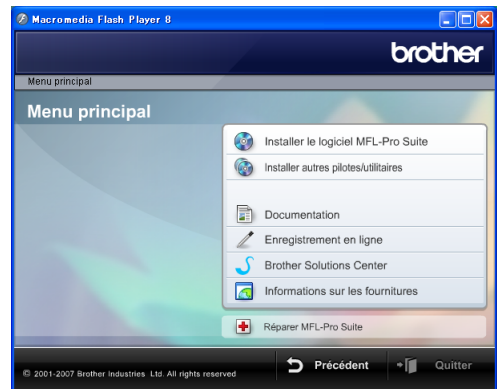 Macromedia Flash Player 8
brother
Menu principal
Menu principal
Installer le logiciel MFL-Pro Suite
Installer autres pilotes/utilitaires
Documentation
Enregistrement en ligne
Brother Solutions Center
Informations sur les fournitures
Réparer MFL-Pro Suite
© 2001-2007 Brother Industries Ltd. All rights reserved
Précédent
Quitter